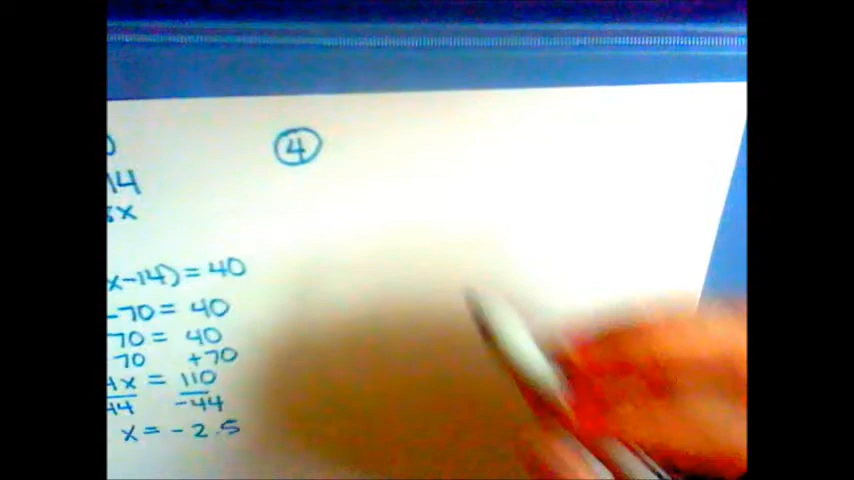 4
14
x
x-14) = 40
-70 = 40
70 = 40
70 +70
4x = 110
44 -44
x = -2.5